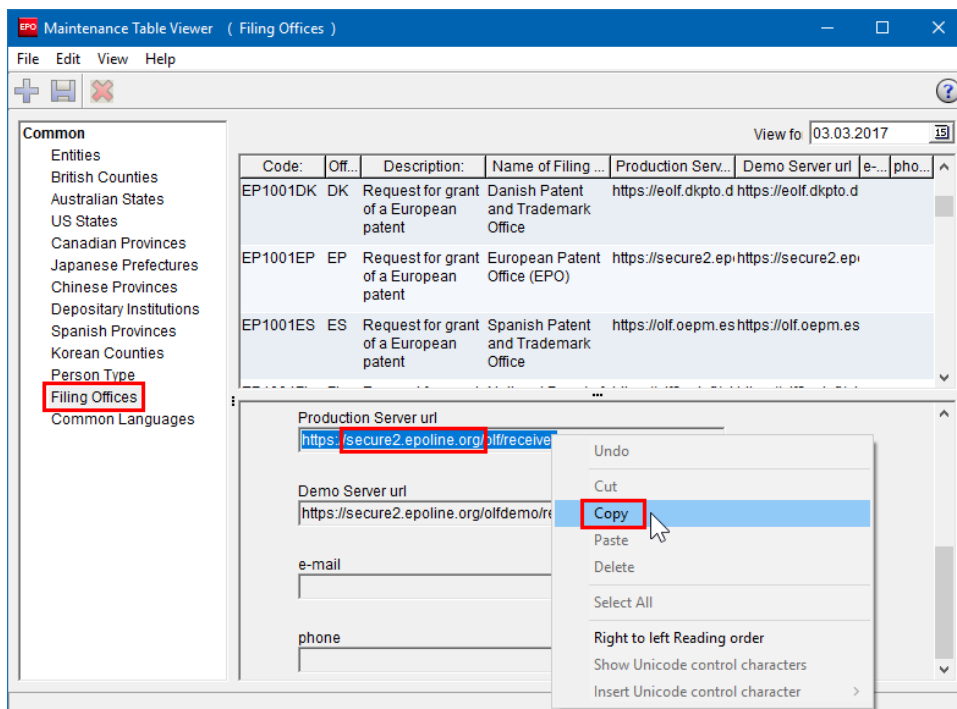 EPO Maintenance Table Viewer ( Filing Offices )
File Edit View Help
Common
Entities
British Counties
Australian States
US States
Canadian Provinces
Japanese Prefectures
Chinese Provinces
Depositary Institutions
Spanish Provinces
Korean Counties
Person Type
Filing Offices
Common Languages
View fo 03.03.2017 15
Code: Off... Description: Name of Filing ... Production Serv... Demo Server url e-... pho...
EP1001DK DK Request for grant Danish Patent https://eolf.dkpto.d https://eolf.dkpto.d
of a European and Trademark
patent Office
EP1001EP EP Request for grant European Patent https://secure2.ep https://secure2.ep
of a European Office (EPO)
patent
EP1001ES ES Request for grant Spanish Patent https://olf.oepm.es https://olf.oepm.es
of a European and Trademark
patent Office
Production Server url
https://secure2.epoline.org/olf/receive
Demo Server url
https://secure2.epoline.org/olfdemo/re
e-mail
phone
Undo
Cut
Copy
Paste
Delete
Select All
Right to left Reading order
Show Unicode control characters
Insert Unicode control character >